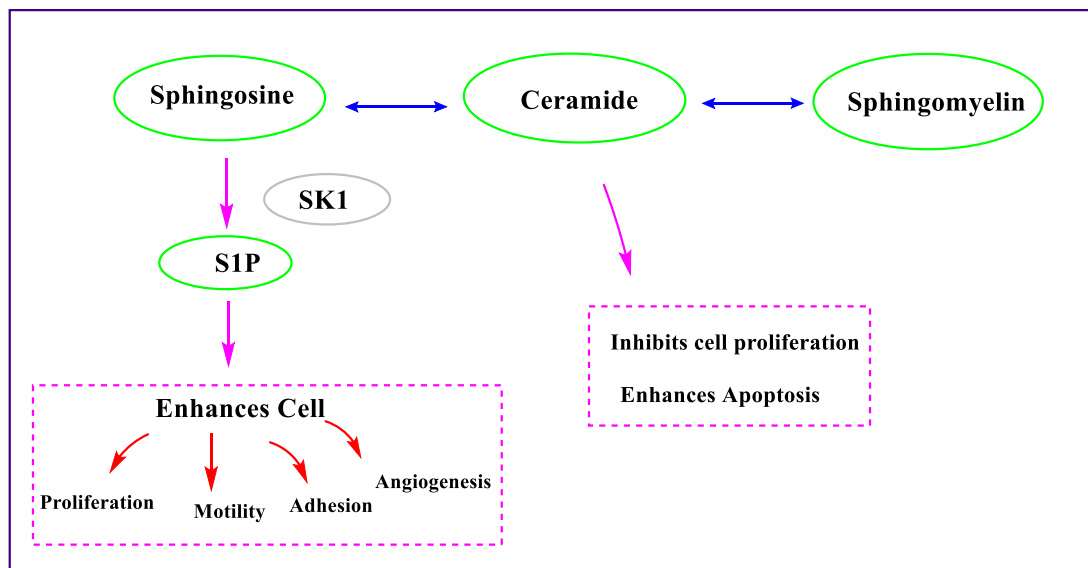 Sphingosine
Ceramide
Sphingomyelin
SK1
S1P
Inhibits cell proliferation
Enhances Apoptosis
Enhances Cell
Proliferation
Motility
Adhesion
Angiogenesis